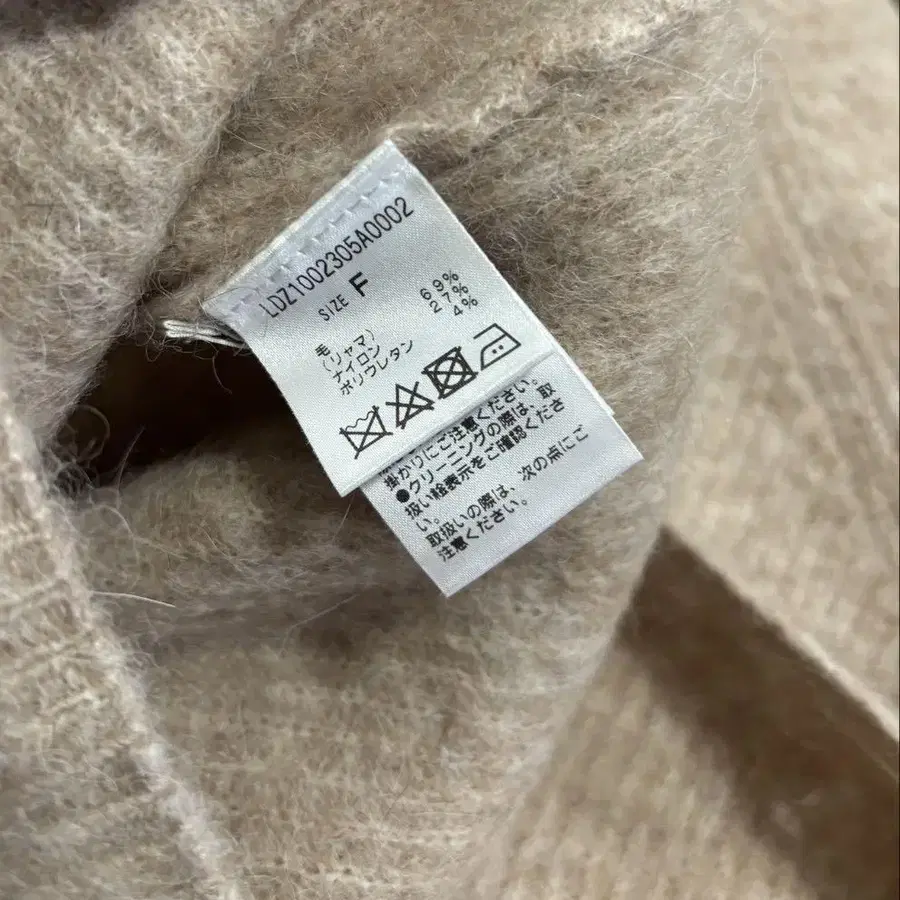 LDZ1002305A0002
SIZE F
毛 69%
(リャマ)
ナイロン 27%
ポリウレタン 4%
掛かりにご注意ください。
●クリーニングの際は、取
扱い絵表示をご確認くださ
い。
取扱いの際は、次の点にご
注意ください。